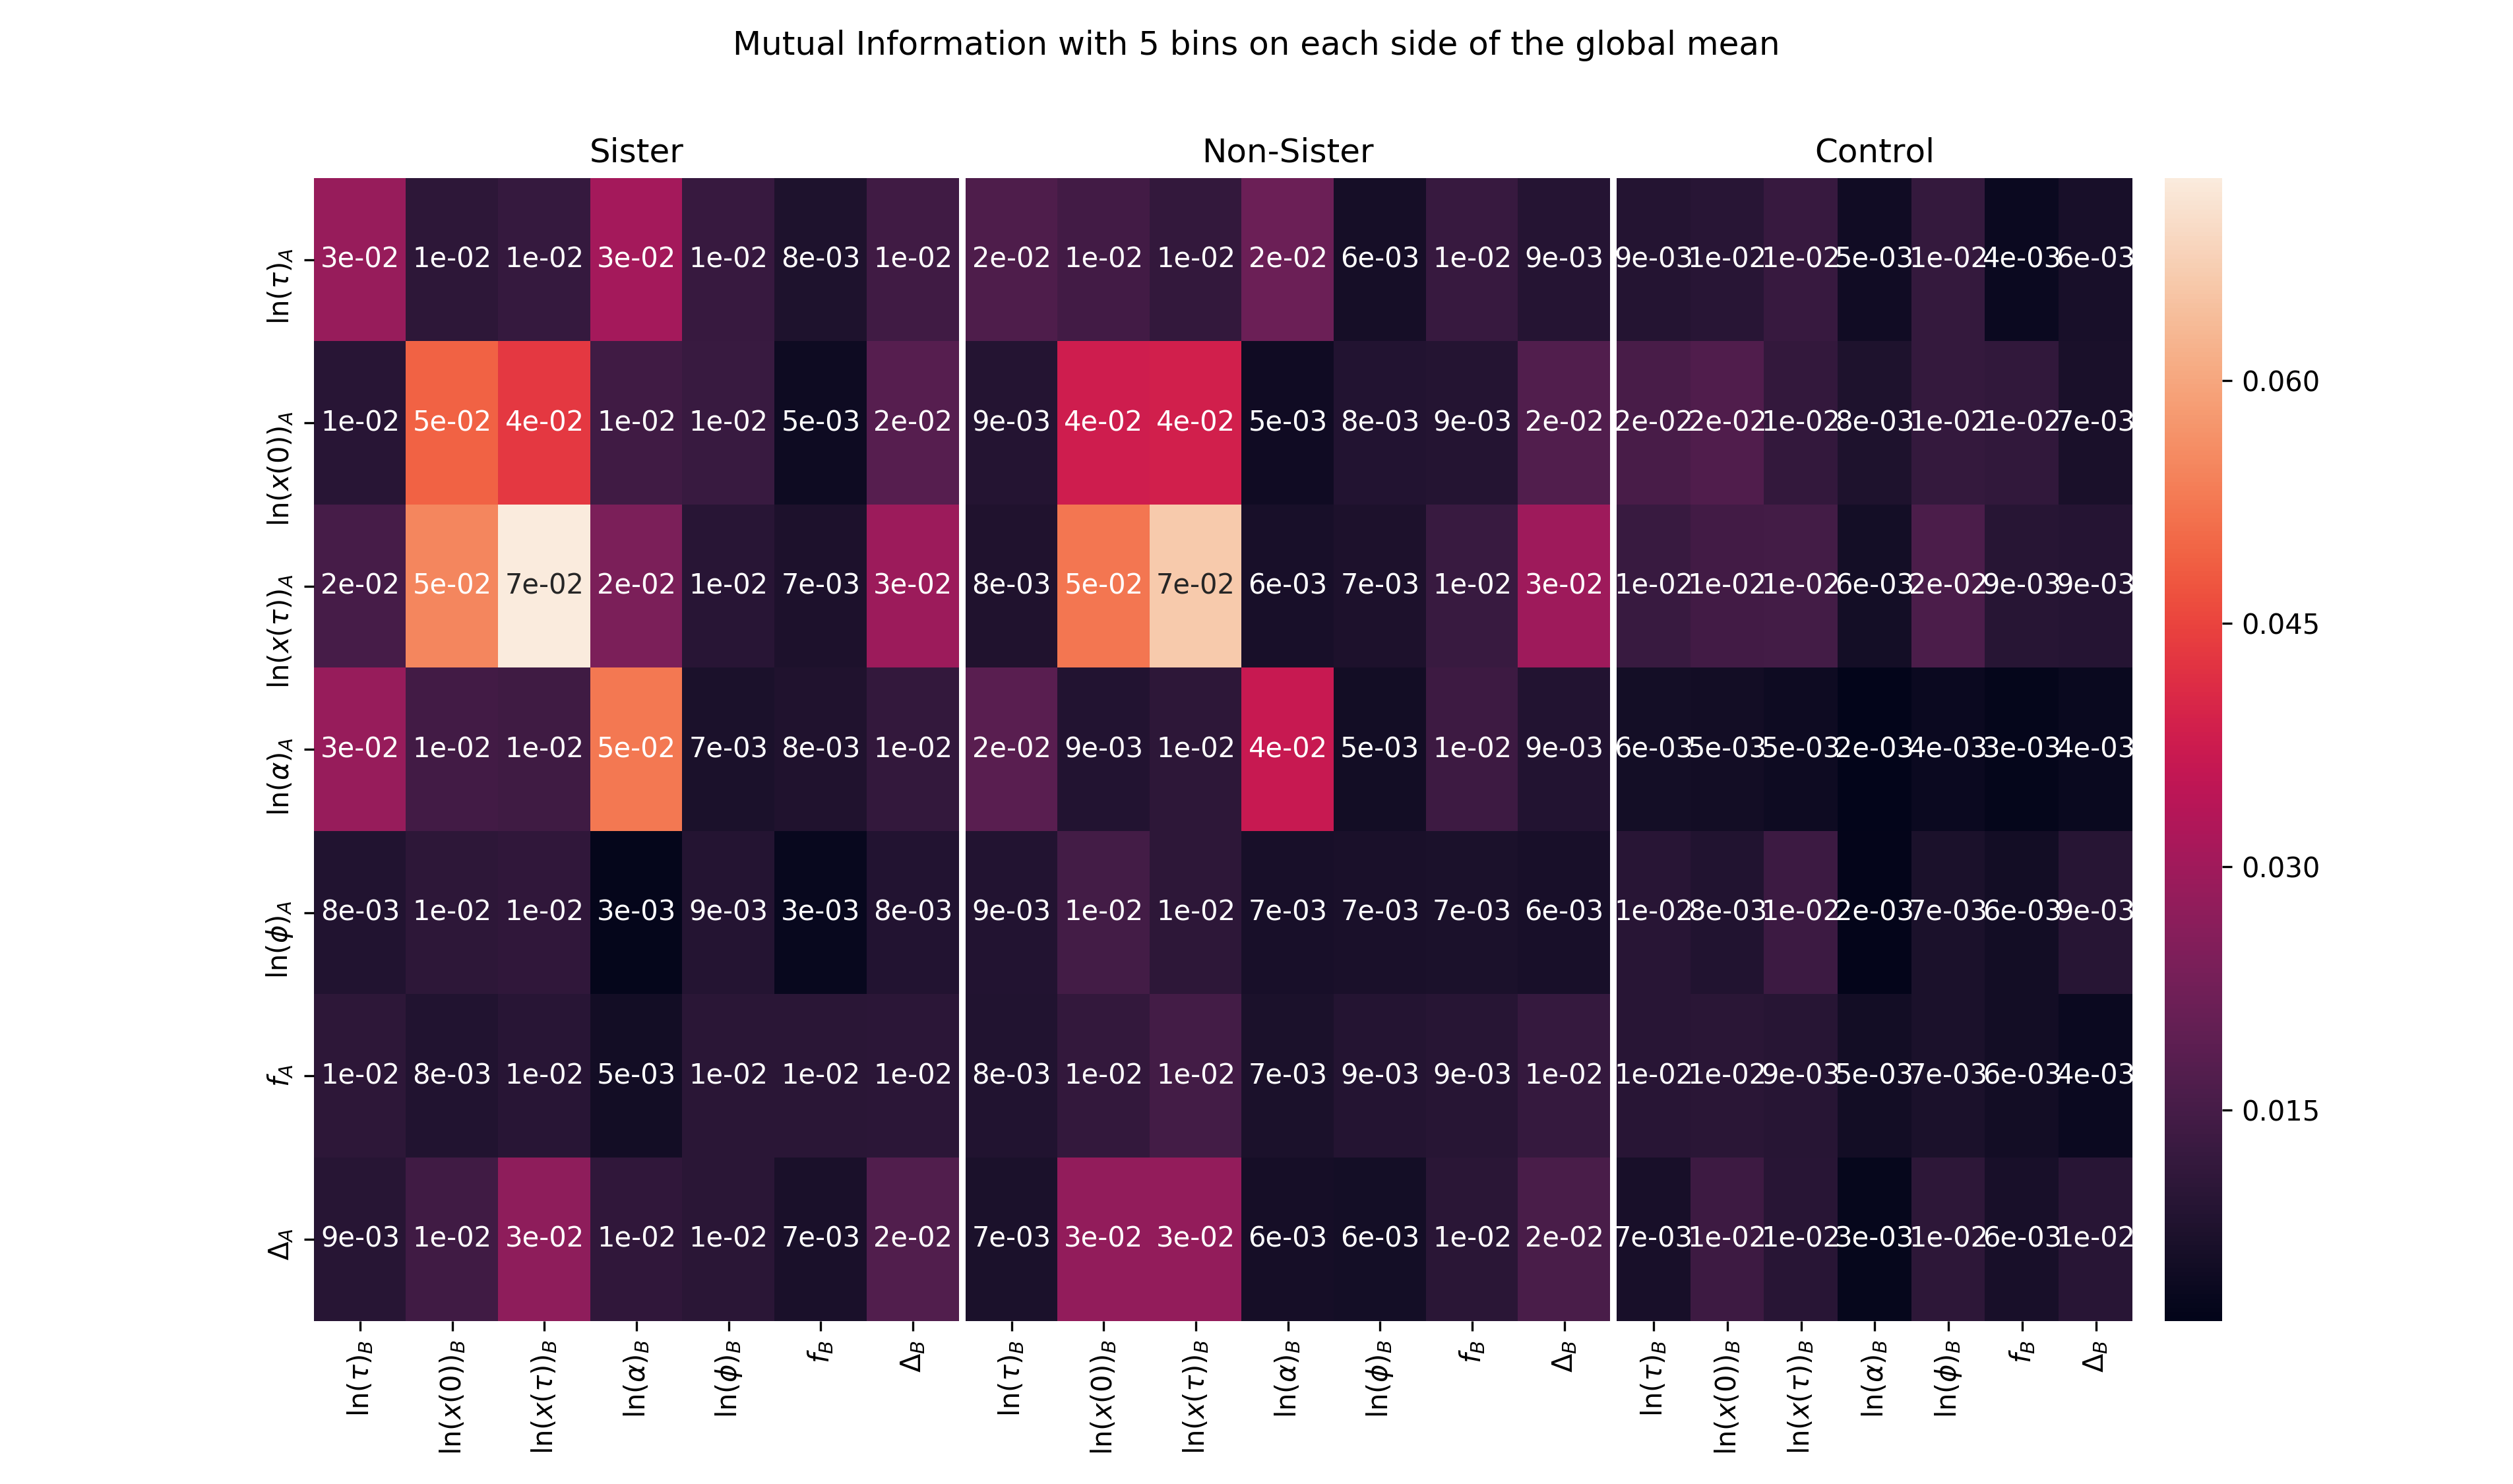 Mutual Information with 5 bins on each side of the global mean
Sister Non-Sister Control
ln(τ)_A 3e-02 1e-02 1e-02 3e-02 1e-02 8e-03 1e-02 2e-02 1e-02 1e-02 2e-02 6e-03 1e-02 9e-03 9e-03 1e-02 1e-02 5e-03 1e-02 4e-03 6e-03
0.060
ln(x(0))_A 1e-02 5e-02 4e-02 1e-02 1e-02 5e-03 2e-02 9e-03 4e-02 4e-02 5e-03 8e-03 9e-03 2e-02 2e-02 2e-02 1e-02 8e-03 1e-02 1e-02 7e-03
ln(x(τ))_A 2e-02 5e-02 7e-02 2e-02 1e-02 7e-03 3e-02 8e-03 5e-02 7e-02 6e-03 7e-03 1e-02 3e-02 1e-02 1e-02 1e-02 6e-03 2e-02 9e-03 9e-03
0.045
ln(α)_A 3e-02 1e-02 1e-02 5e-02 7e-03 8e-03 1e-02 2e-02 9e-03 1e-02 4e-02 5e-03 1e-02 9e-03 6e-03 5e-03 5e-03 2e-03 4e-03 3e-03 4e-03
0.030
ln(ϕ)_A 8e-03 1e-02 1e-02 3e-03 9e-03 3e-03 8e-03 9e-03 1e-02 1e-02 7e-03 7e-03 7e-03 6e-03 1e-02 8e-03 1e-02 2e-03 7e-03 6e-03 9e-03
f_A 1e-02 8e-03 1e-02 5e-03 1e-02 1e-02 1e-02 8e-03 1e-02 1e-02 7e-03 9e-03 9e-03 1e-02 1e-02 1e-02 9e-03 5e-03 7e-03 6e-03 4e-03
0.015
Δ_A 9e-03 1e-02 3e-02 1e-02 1e-02 7e-03 2e-02 7e-03 3e-02 3e-02 6e-03 6e-03 1e-02 2e-02 7e-03 1e-02 1e-02 3e-03 1e-02 6e-03 1e-02
ln(τ)_B ln(x(0))_B ln(x(τ))_B ln(α)_B ln(ϕ)_B f_B Δ_B ln(τ)_B ln(x(0))_B ln(x(τ))_B ln(α)_B ln(ϕ)_B f_B Δ_B ln(τ)_B ln(x(0))_B ln(x(τ))_B ln(α)_B ln(ϕ)_B f_B Δ_B